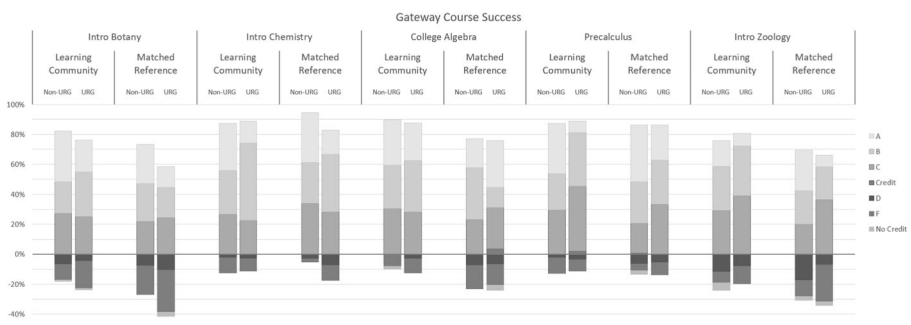 Gateway Course Success
Intro Botany Intro Chemistry College Algebra Precalculus Intro Zoology
Learning Community Matched Reference Learning Community Matched Reference Learning Community Matched Reference Learning Community Matched Reference Learning Community Matched Reference
Non-URG URG Non-URG URG Non-URG URG Non-URG URG Non-URG URG Non-URG URG Non-URG URG Non-URG URG Non-URG URG Non-URG URG
100%
80%
60%
40%
20%
0%
-20%
-40%
A
B
C
Credit
D
F
No Credit